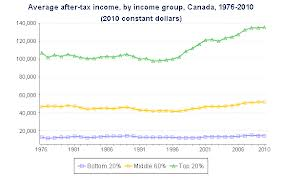 Average after-tax income, by income group, Canada, 1976-2010
(2010 constant dollars)
140,000
120,000
100,000
80,000
60,000
40,000
20,000
1976 1981 1986 1991 1996 2001 2006 2010
Bottom 20% Middle 60% Top 20%